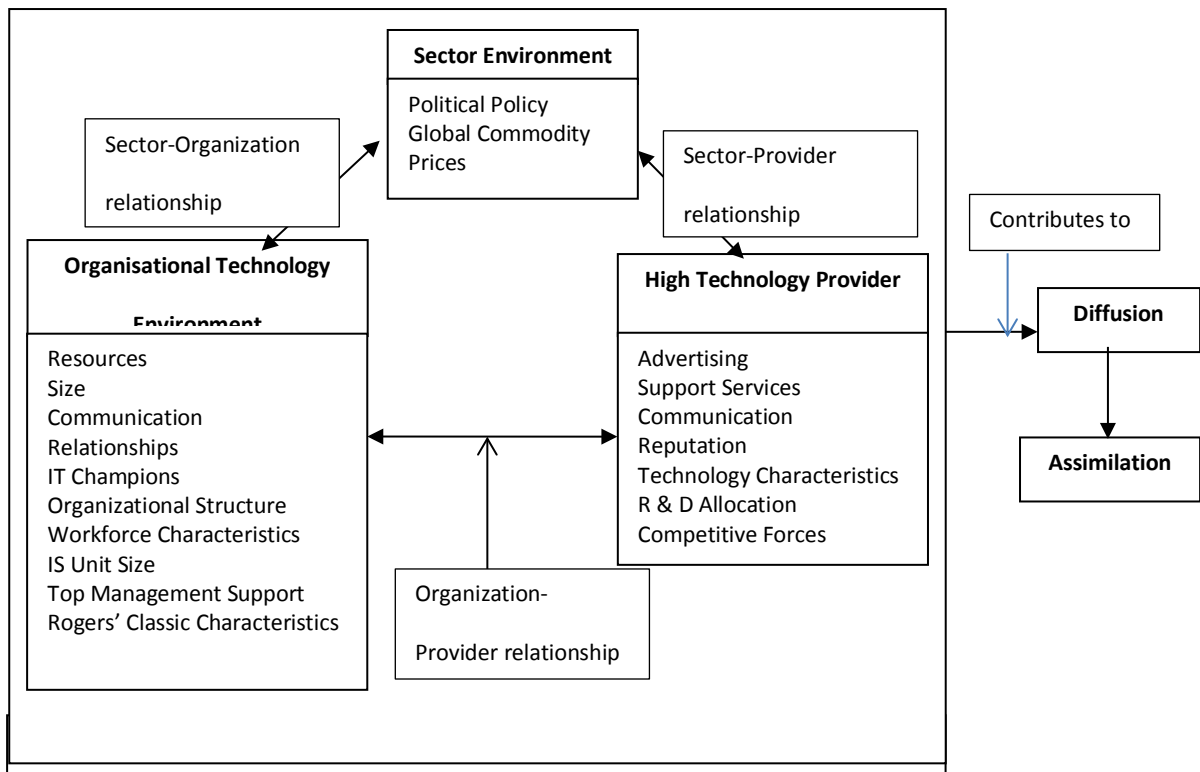 Sector Environment
Political Policy
Global Commodity
Prices
Sector-Organization
relationship
Sector-Provider
relationship
Contributes to
Organisational Technology
Environment
Resources
Size
Communication
Relationships
IT Champions
Organizational Structure
Workforce Characteristics
IS Unit Size
Top Management Support
Rogers’ Classic Characteristics
High Technology Provider
Advertising
Support Services
Communication
Reputation
Technology Characteristics
R & D Allocation
Competitive Forces
Organization-
Provider relationship
Diffusion
Assimilation